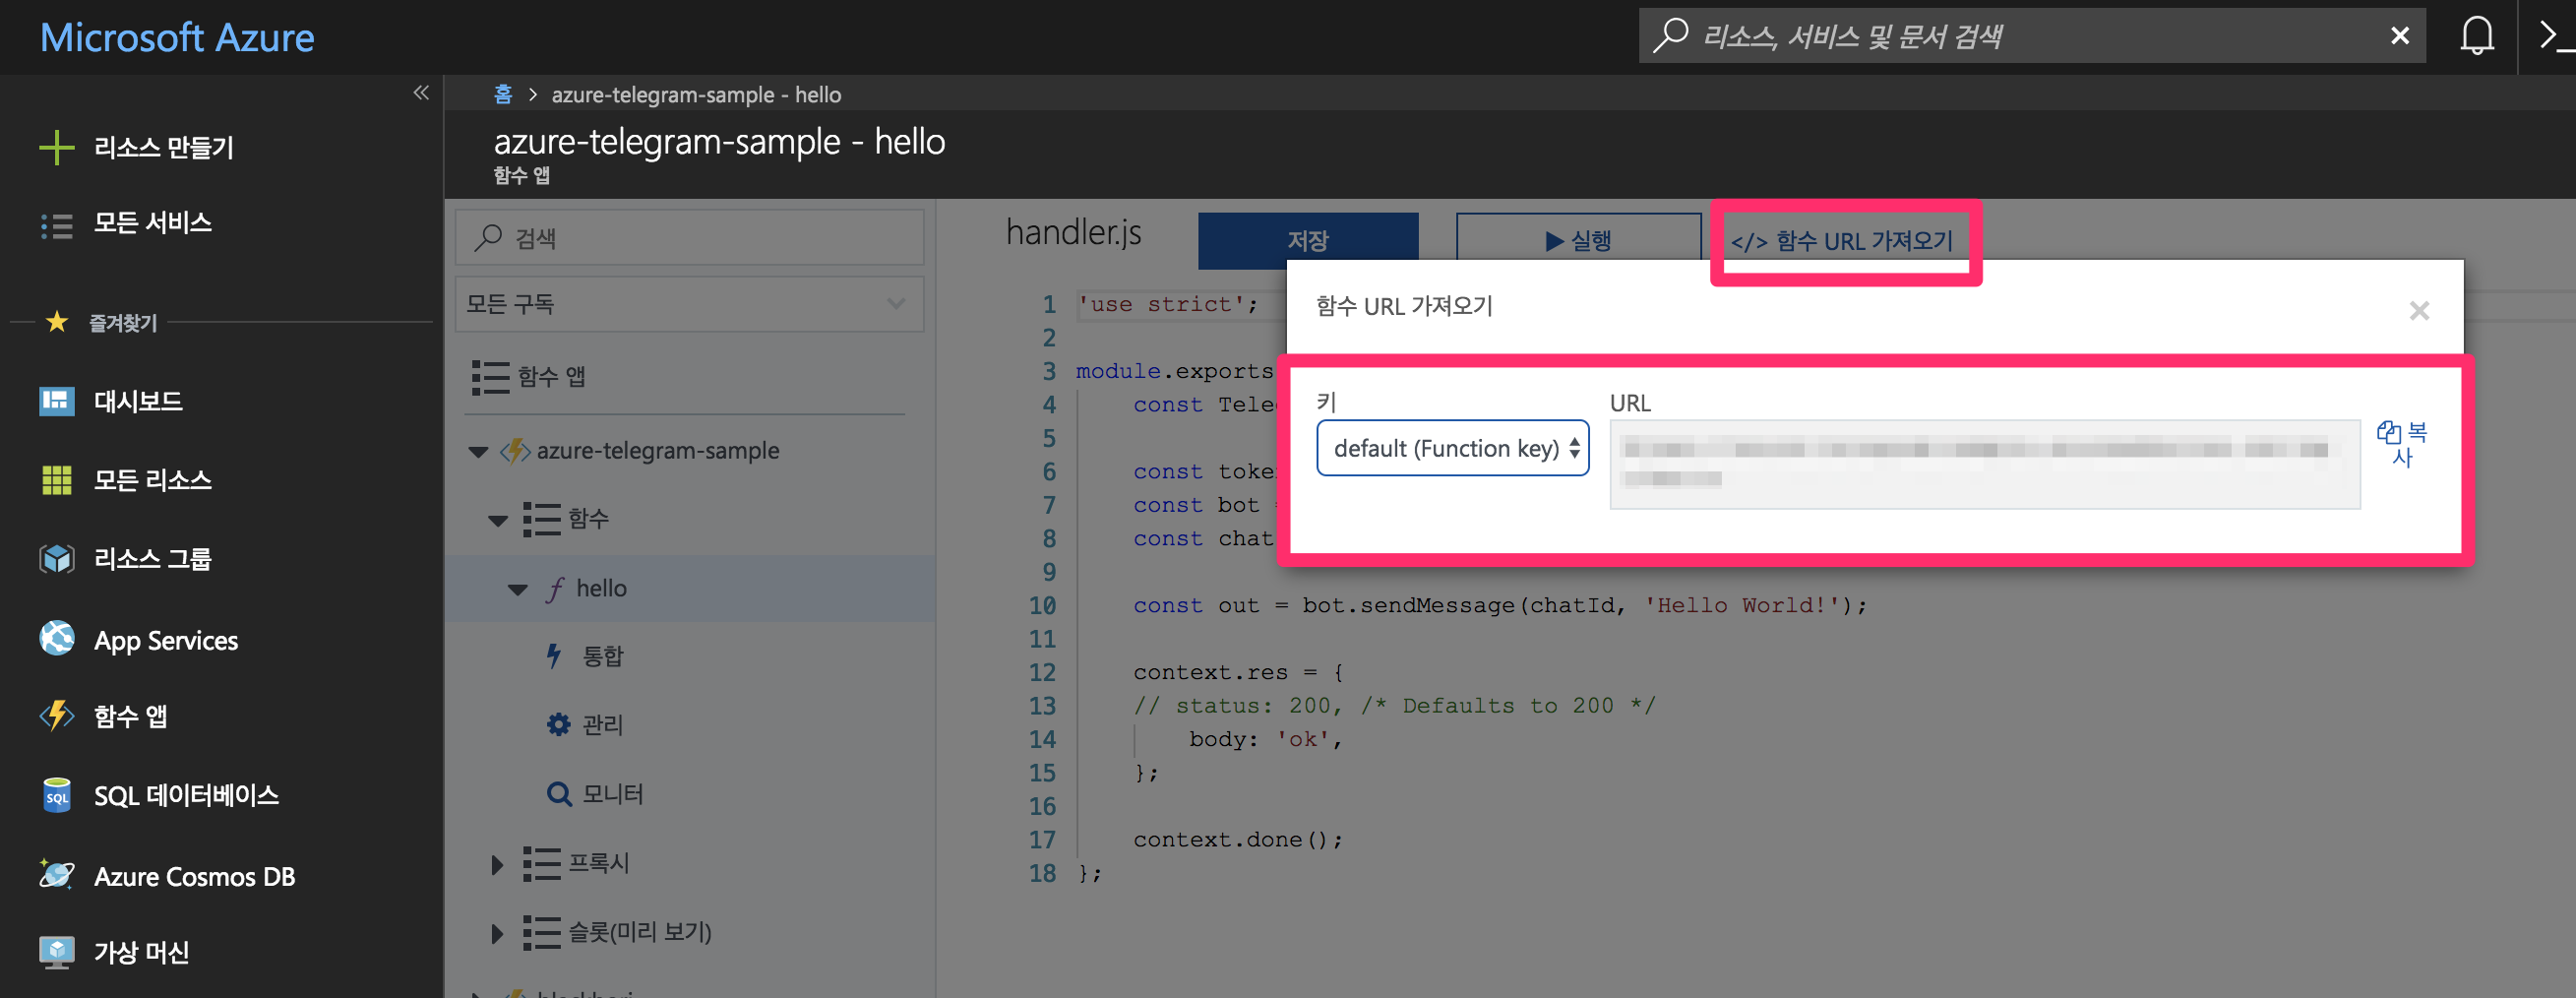 Microsoft Azure
리소스, 서비스 및 문서 검색
홈 > azure-telegram-sample - hello
azure-telegram-sample - hello
함수 앱
리소스 만들기
모든 서비스
즐겨찾기
대시보드
모든 리소스
리소스 그룹
App Services
함수 앱
SQL 데이터베이스
Azure Cosmos DB
가상 머신
검색
모든 구독
함수 앱
azure-telegram-sample
함수
hello
통합
관리
모니터
프록시
슬롯(미리 보기)
handler.js
저장
실행
</> 함수 URL 가져오기
함수 URL 가져오기
키
default (Function key)
URL
복사
1 'use strict';
2
3 module.exports
4 const Tele
5
6 const toke
7 const bot
8 const chat
9
10 const out = bot.sendMessage(chatId, 'Hello World!');
11
12 context.res = {
13 // status: 200, /* Defaults to 200 */
14 body: 'ok',
15 };
16
17 context.done();
18 };